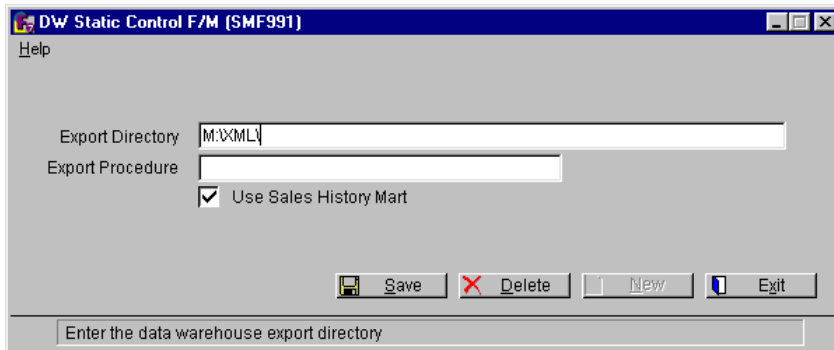 DW Static Control F/M (SMF991)
Help
Export Directory M:\XML\
Export Procedure
Use Sales History Mart
Save Delete New Exit
Enter the data warehouse export directory